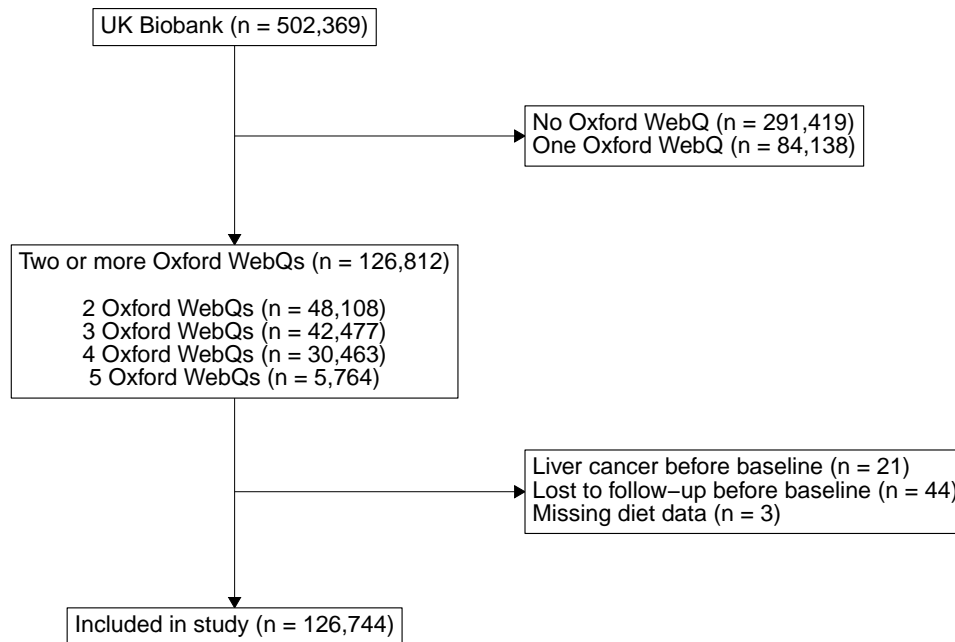 UK Biobank (n = 502,369)
No Oxford WebQ (n = 291,419)
One Oxford WebQ (n = 84,138)
Two or more Oxford WebQs (n = 126,812)
2 Oxford WebQs (n = 48,108)
3 Oxford WebQs (n = 42,477)
4 Oxford WebQs (n = 30,463)
5 Oxford WebQs (n = 5,764)
Liver cancer before baseline (n = 21)
Lost to follow−up before baseline (n = 44)
Missing diet data (n = 3)
Included in study (n = 126,744)